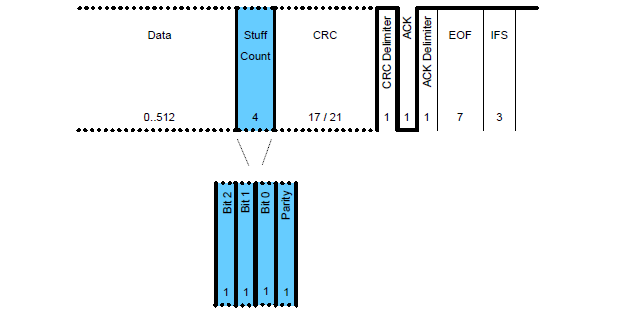 Data
Stuff
Count
CRC
CRC Delimiter
ACK
ACK Delimiter
EOF
IFS
0..512
4
17 / 21
1
1
1
7
3
Bit 2
Bit 1
Bit 0
Parity
1
1
1
1